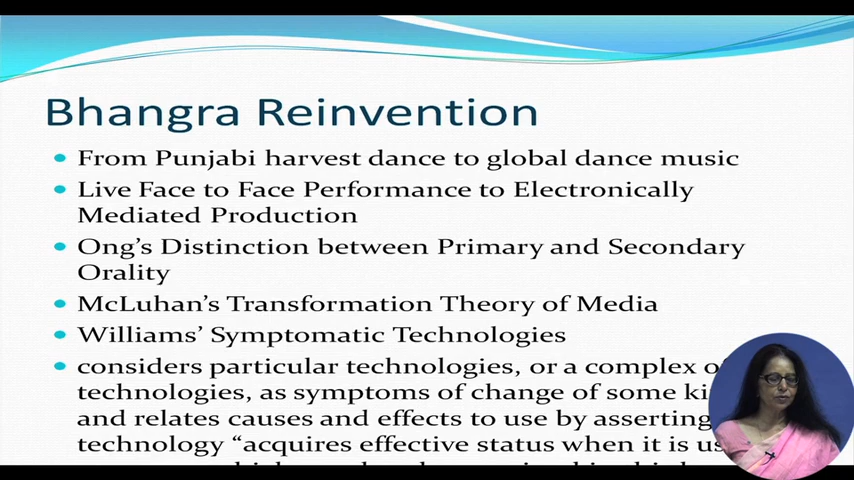 Bhangra Reinvention
From Punjabi harvest dance to global dance music
Live Face to Face Performance to Electronically
Mediated Production
Ong's Distinction between Primary and Secondary
Orality
McLuhan's Transformation Theory of Media
Williams' Symptomatic Technologies
considers particular technologies, or a complex
technologies, as symptoms of change of some
and relates causes and effects to use by asserting
technology "acquires effective status when it is